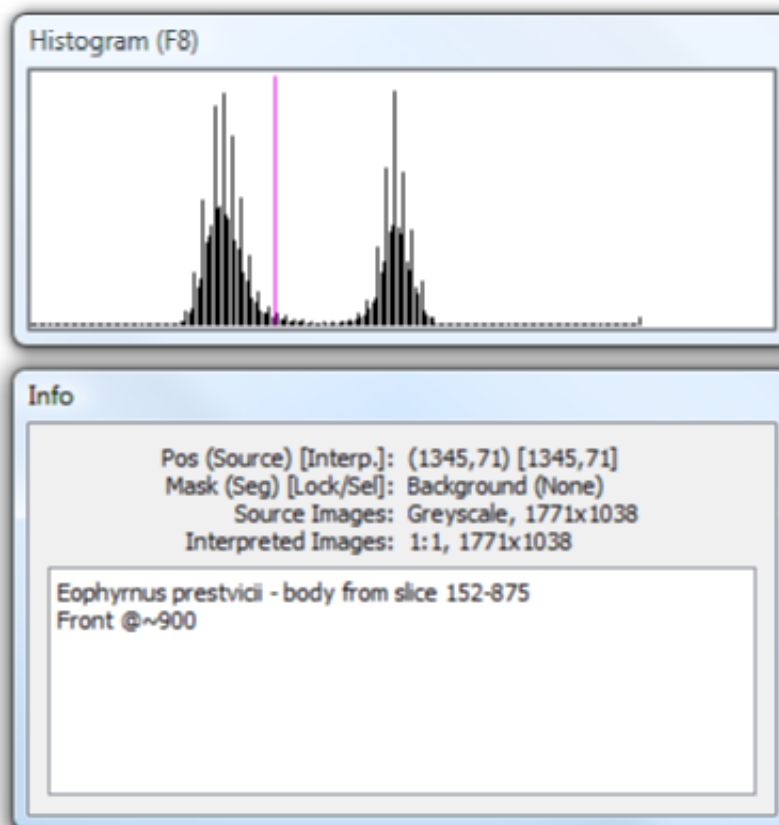 Histogram (F8)
Info
Pos (Source) [Interp.]: (1345,71) [1345,71]
Mask (Seg) [Lock/Sel]: Background (None)
Source Images: Greyscale, 1771x1038
Interpreted Images: 1:1, 1771x1038
Eophyrnus prestvicii - body from slice 152-875
Front @~900